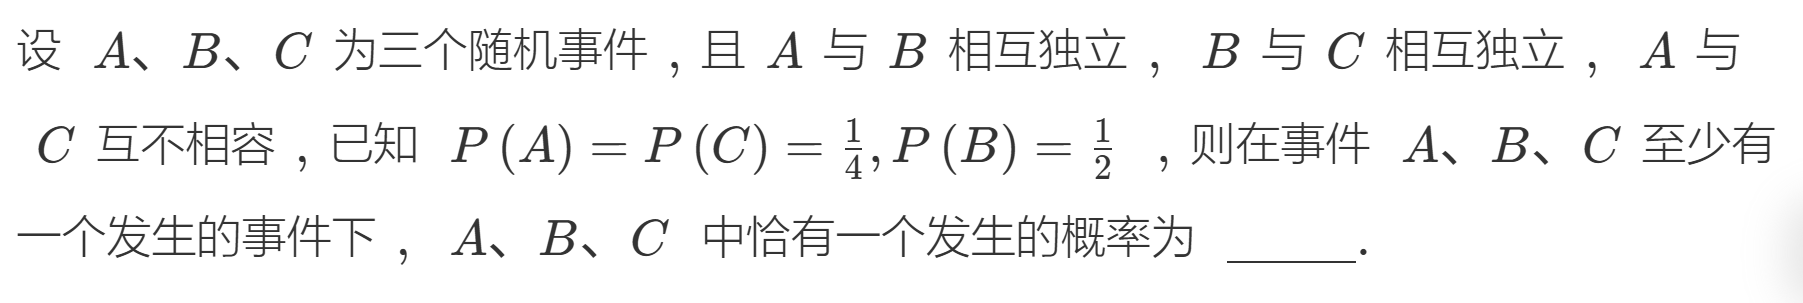 设 A、B、C 为三个随机事件 , 且 A 与 B 相互独立 , B 与 C 相互独立 , A 与
C 互不相容 , 已知 P (A) = P (C) = 1/4, P (B) = 1/2 , 则在事件 A、B、C 至少有
一个发生的事件下 , A、B、C 中恰有一个发生的概率为 ______.